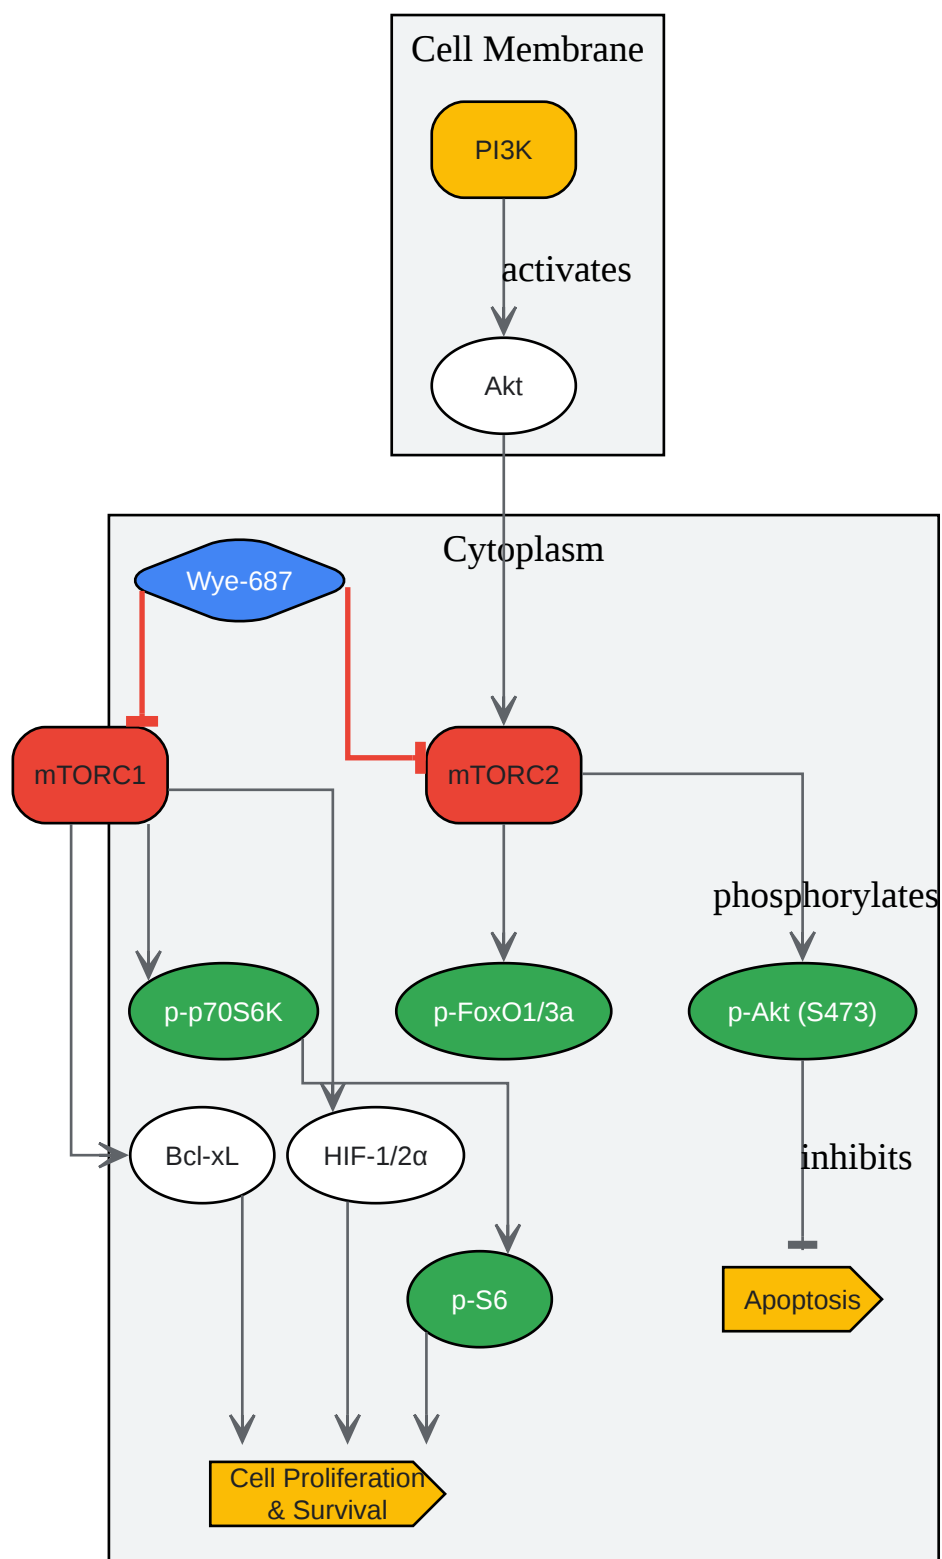 Cell Membrane
PI3K
activates
Akt
Cytoplasm
Wye-687
mTORC1
mTORC2
phosphorylates
p-p70S6K
p-FoxO1/3a
p-Akt (S473)
Bcl-xL
HIF-1/2α
inhibits
p-S6
Apoptosis
Cell Proliferation
& Survival